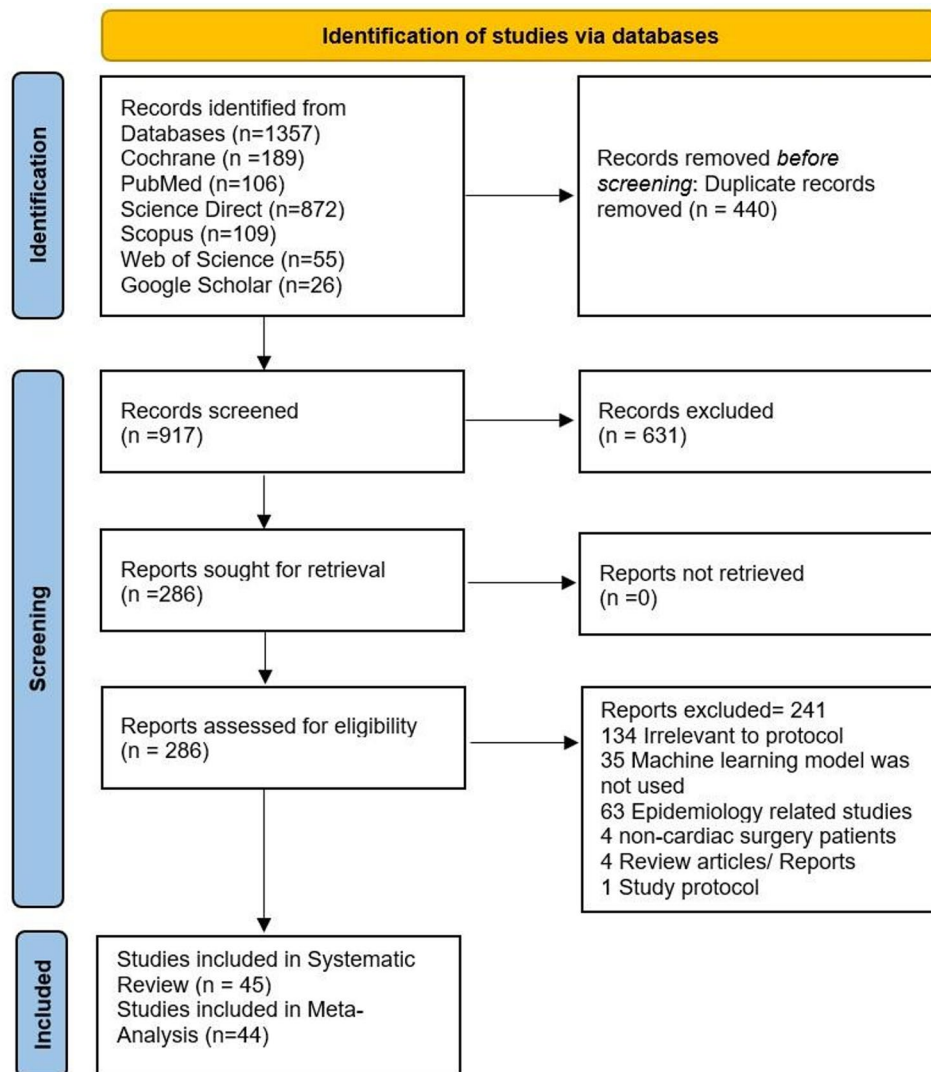 Identification of studies via databases
Identification
Records identified from
Databases (n=1357)
Cochrane (n =189)
PubMed (n=106)
Science Direct (n=872)
Scopus (n=109)
Web of Science (n=55)
Google Scholar (n=26)
Records removed before
screening: Duplicate records
removed (n = 440)
Screening
Records screened
(n =917)
Records excluded
(n = 631)
Reports sought for retrieval
(n =286)
Reports not retrieved
(n =0)
Reports assessed for eligibility
(n = 286)
Reports excluded= 241
134 Irrelevant to protocol
35 Machine learning model was
not used
63 Epidemiology related studies
4 non-cardiac surgery patients
4 Review articles/ Reports
1 Study protocol
Included
Studies included in Systematic
Review (n = 45)
Studies included in Meta-
Analysis (n=44)